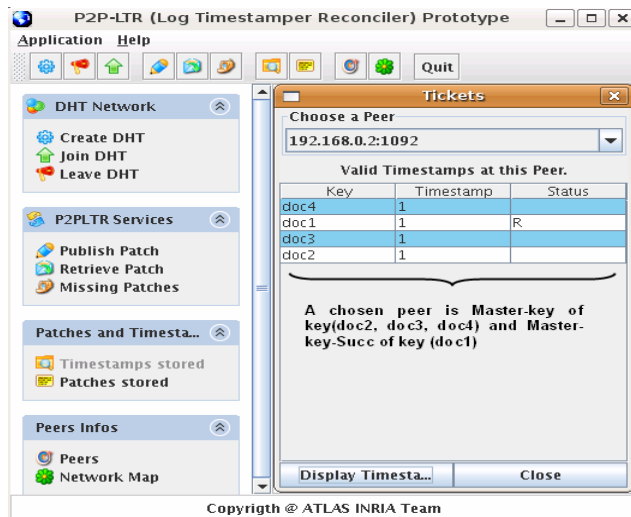 P2P-LTR (Log Timestamper Reconciler) Prototype
Application Help
Quit
DHT Network
Create DHT
Join DHT
Leave DHT
P2PLTR Services
Publish Patch
Retrieve Patch
Missing Patches
Patches and Timesta...
Timestamps stored
Patches stored
Peers Infos
Peers
Network Map
Tickets
Choose a Peer
192.168.0.2:1092
Valid Timestamps at this Peer.
Key Timestamp Status
doc4 1
doc1 1 R
doc3 1
doc2 1
A chosen peer is Master-key of
key(doc2, doc3, doc4) and Master-
key-Succ of key (doc1)
Display Timesta... Close
Copyrigth @ ATLAS INRIA Team